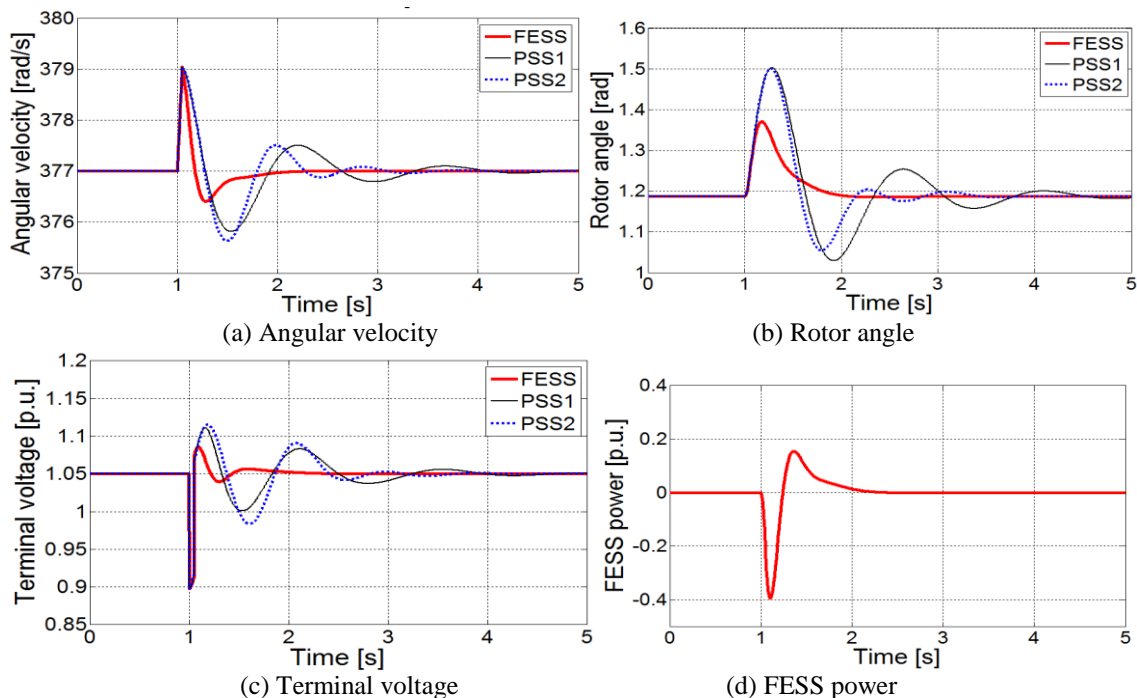 Angular velocity [rad/s]
380
379
378
377
376
375
FESS
PSS1
PSS2
0 1 2 3 4 5
Time [s]
(a) Angular velocity
Rotor angle [rad]
1.6
1.5
1.4
1.3
1.2
1.1
1
FESS
PSS1
PSS2
0 1 2 3 4 5
Time [s]
(b) Rotor angle
Terminal voltage [p.u.]
1.2
1.15
1.1
1.05
1
0.95
0.9
0.85
FESS
PSS1
PSS2
0 1 2 3 4 5
Time [s]
(c) Terminal voltage
FESS power [p.u.]
0.4
0.2
0
-0.2
-0.4
0 1 2 3 4 5
Time [s]
(d) FESS power